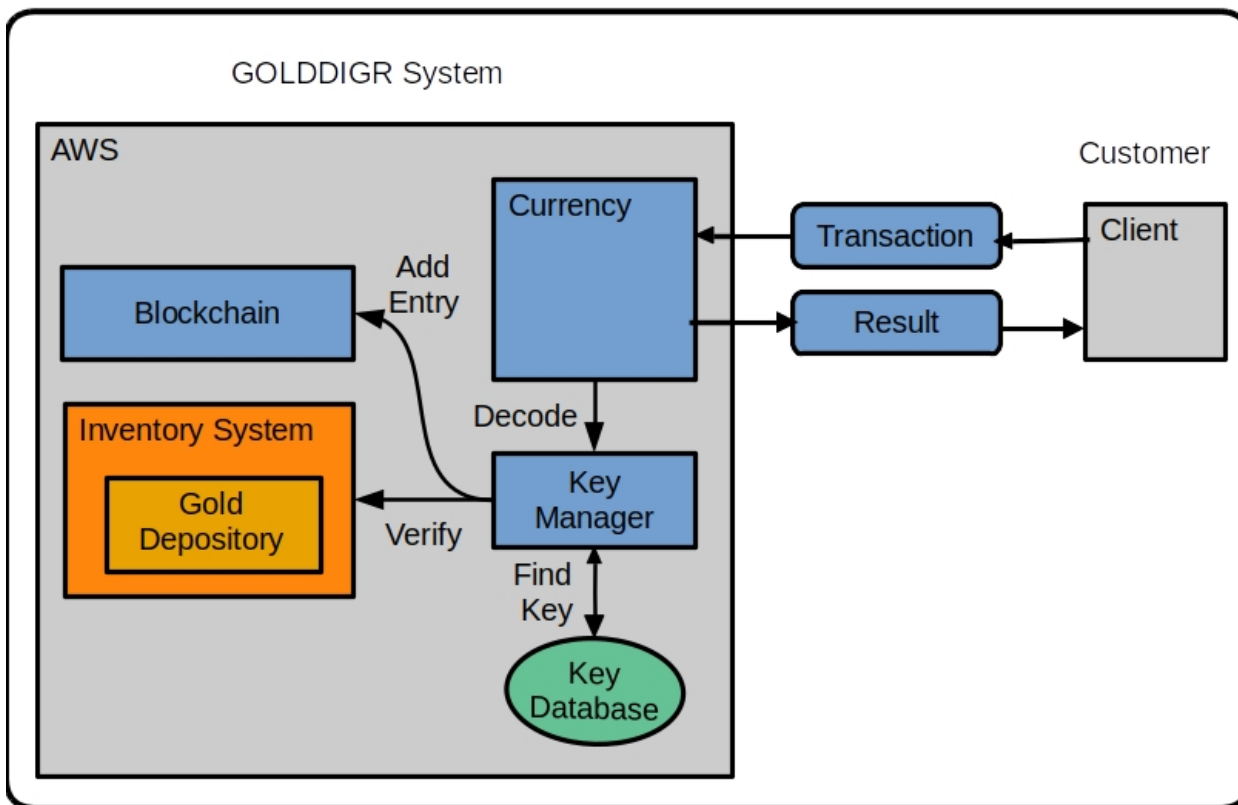 GOLDDIGR System
AWS
Customer
Currency
Transaction
Client
Add
Entry
Blockchain
Result
Decode
Inventory System
Gold
Depository
Key
Manager
Verify
Find
Key
Key
Database